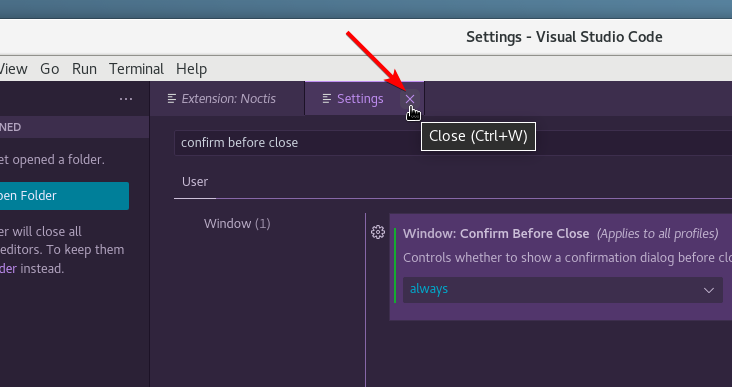 Settings - Visual Studio Code
View Go Run Terminal Help
Extension: Noctis
Settings
Close (Ctrl+W)
NED
confirm before close
et opened a folder.
User
pen Folder
Window (1)
Window: Confirm Before Close (Applies to all profiles)
er will close all
editors. To keep them
Controls whether to show a confirmation dialog before clo
der instead.
always